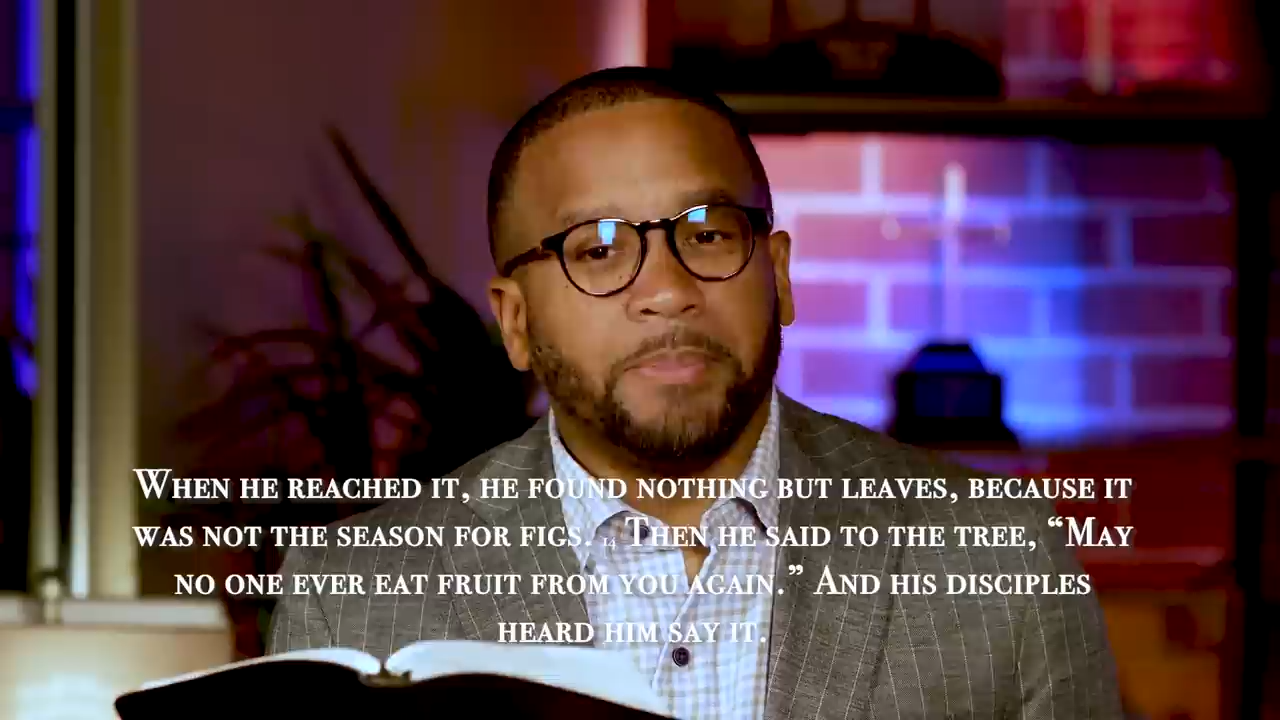 When he reached it, he found nothing but leaves, because it
was not the season for figs. 14 Then he said to the tree, “May
no one ever eat fruit from you again.” And his disciples
heard him say it.